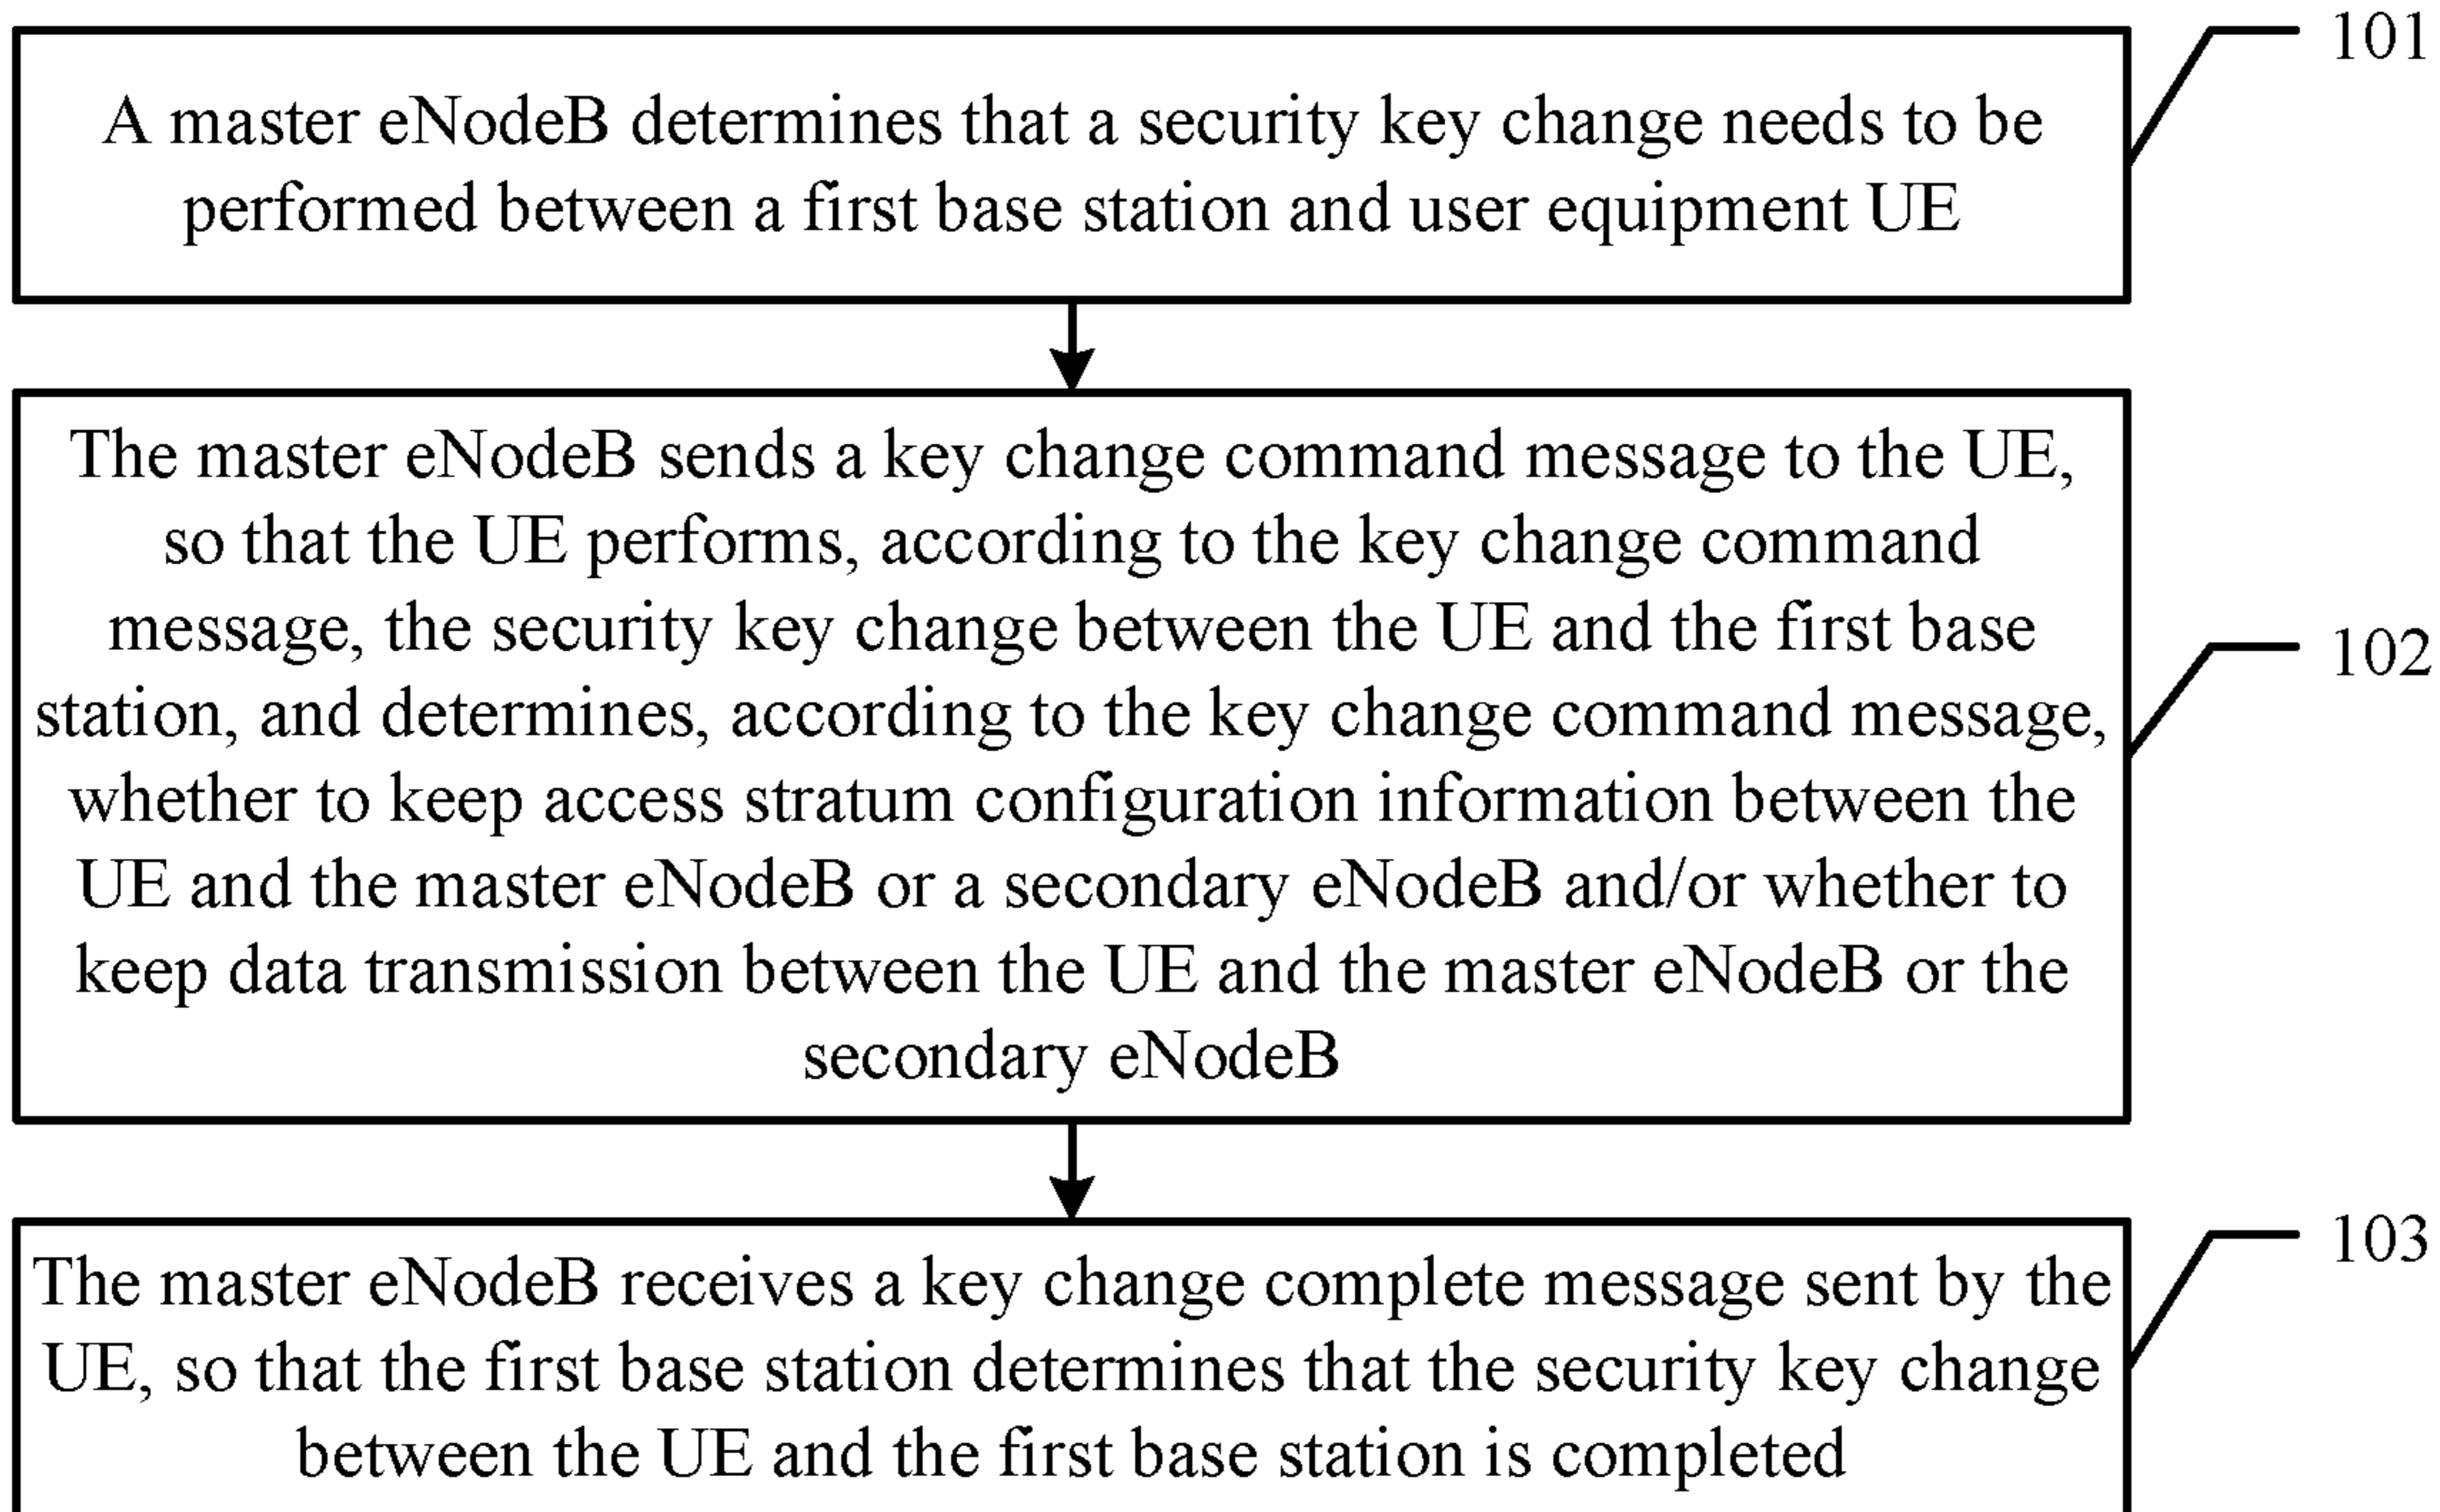 101
A master eNodeB determines that a security key change needs to be
performed between a first base station and user equipment UE
The master eNodeB sends a key change command message to the UE,
so that the UE performs, according to the key change command
message, the security key change between the UE and the first base
station, and determines, according to the key change command message,
whether to keep access stratum configuration information between the
UE and the master eNodeB or a secondary eNodeB and/or whether to
keep data transmission between the UE and the master eNodeB or the
secondary eNodeB
102
The master eNodeB receives a key change complete message sent by the
UE, so that the first base station determines that the security key change
between the UE and the first base station is completed
103